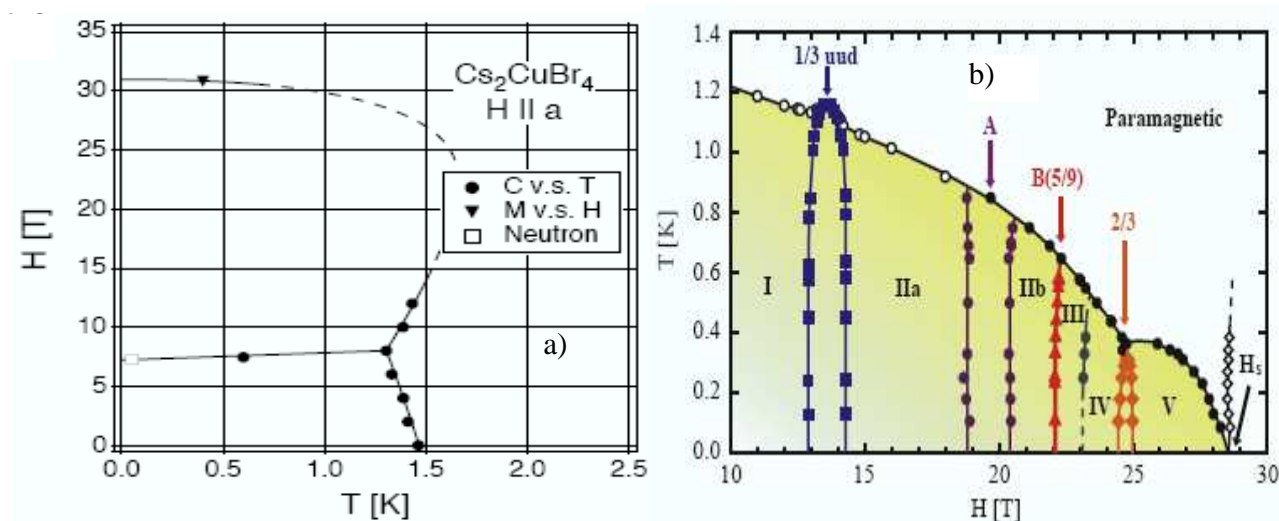 35
30
25
20
15
10
5
0
H [T]
0.0 0.5 1.0 1.5 2.0 2.5
T [K]
Cs2CuBr4
H II a
C v.s. T
M v.s. H
Neutron
a)
b)
1.4
1.2
1.0
0.8
0.6
0.4
0.2
0.0
T [K]
10 15 20 25 30
H [T]
1/3 uud
Paramagnetic
A
B(5/9)
2/3
I
IIa
IIb
III
IV
V
Hs